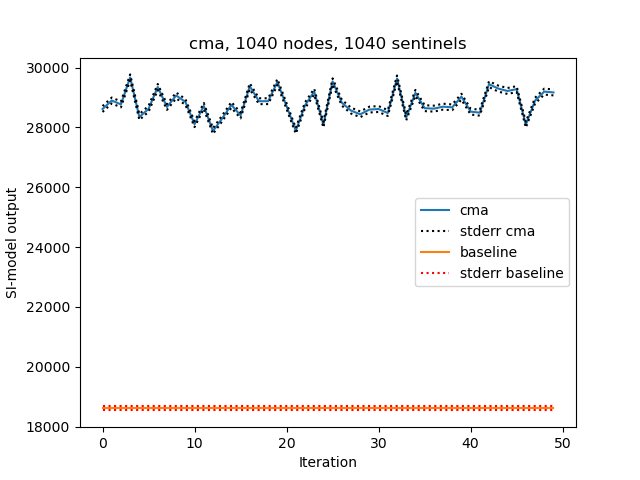 cma, 1040 nodes, 1040 sentinels
30000
28000
26000
24000
22000
20000
18000
SI-model output
cma
stderr cma
baseline
stderr baseline
0 10 20 30 40 50
Iteration